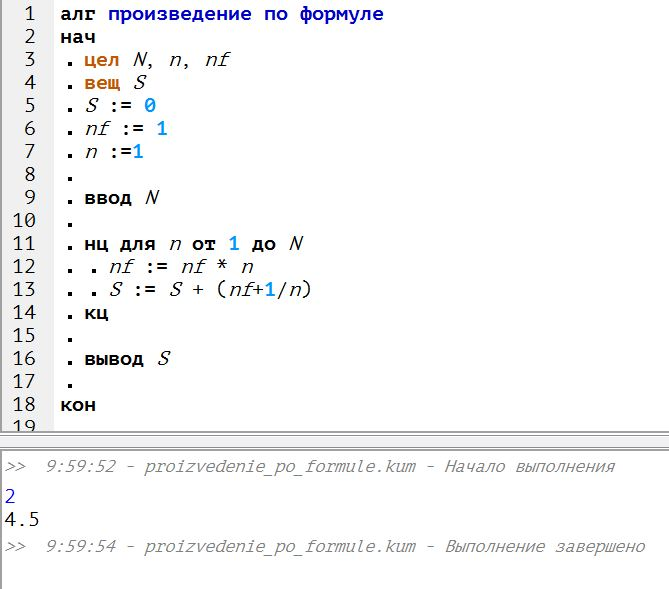 1 алг произведение по формуле
2 нач
3 . цел N, n, nf
4 . вещ S
5 . S := 0
6 . nf := 1
7 . n :=1
8 .
9 . ввод N
10 .
11 . нц для n от 1 до N
12 . . nf := nf * n
13 . . S := S + (nf+1/n)
14 . кц
15 .
16 . вывод S
17 .
18 кон
19
>> 9:59:52 - proizvedenie_po_formule.kum - Начало выполнения
2
4.5
>> 9:59:54 - proizvedenie_po_formule.kum - Выполнение завершено